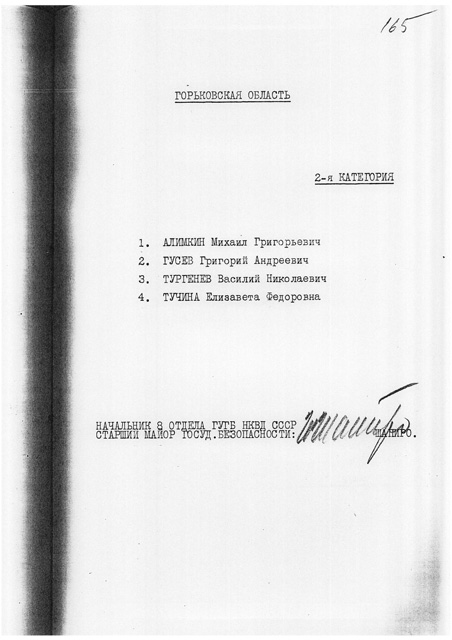 165
ГОРЬКОВСКАЯ ОБЛАСТЬ
2-я КАТЕГОРИЯ
1. АЛИМКИН Михаил Григорьевич
2. ГУСЕВ Григорий Андреевич
3. ТУРГЕНЕВ Василий Николаевич
4. ТУЧИНА Елизавета Федоровна
НАЧАЛЬНИК 8 ОТДЕЛА ГУГБ НКВД СССР
СТАРШИЙ МАЙОР ГОСУД.БЕЗОПАСНОСТИ: ШАПИРО.